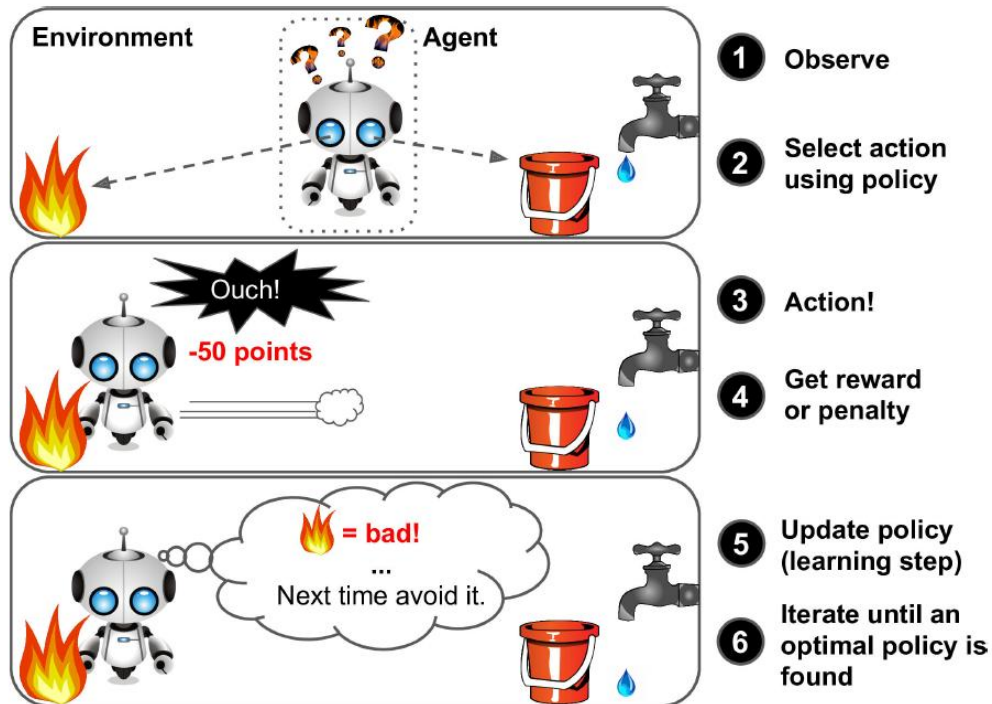 Environment
Agent
? ? ?
1 Observe
2 Select action
using policy
Ouch!
-50 points
3 Action!
4 Get reward
or penalty
= bad!
...
Next time avoid it.
5 Update policy
(learning step)
6 Iterate until an
optimal policy is
found